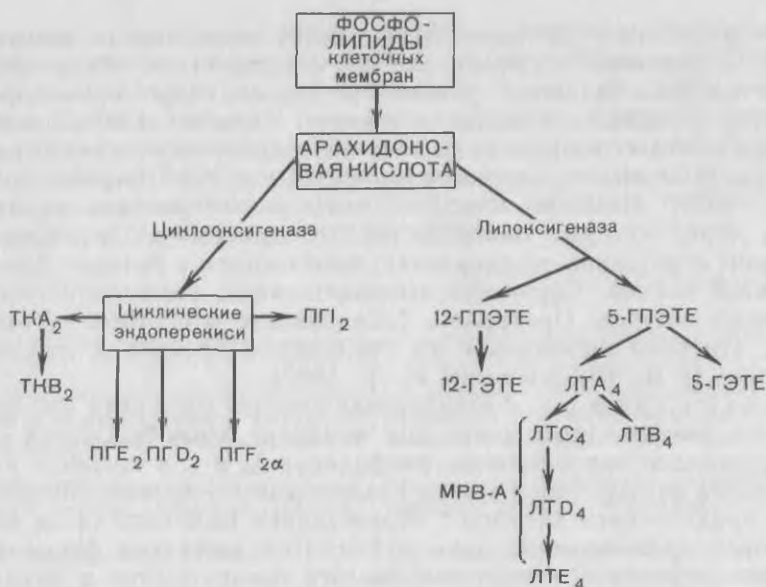 ФОСФО-
ЛИПИДЫ
клеточных
мембран
АРАХИДОНО-
ВАЯ КИСЛОТА
Циклооксигеназа
Липоксигеназа
ТКА₂
Циклические
эндоперекиси
ПГI₂
12-ГПЭТЕ
5-ГПЭТЕ
ТКВ₂
12-ГЭТЕ
ЛТА₄
5-ГЭТЕ
ПГЕ₂ ПГD₂ ПГF₂α
ЛТС₄
ЛТВ₄
МРВ-А
ЛТD₄
ЛТЕ₄